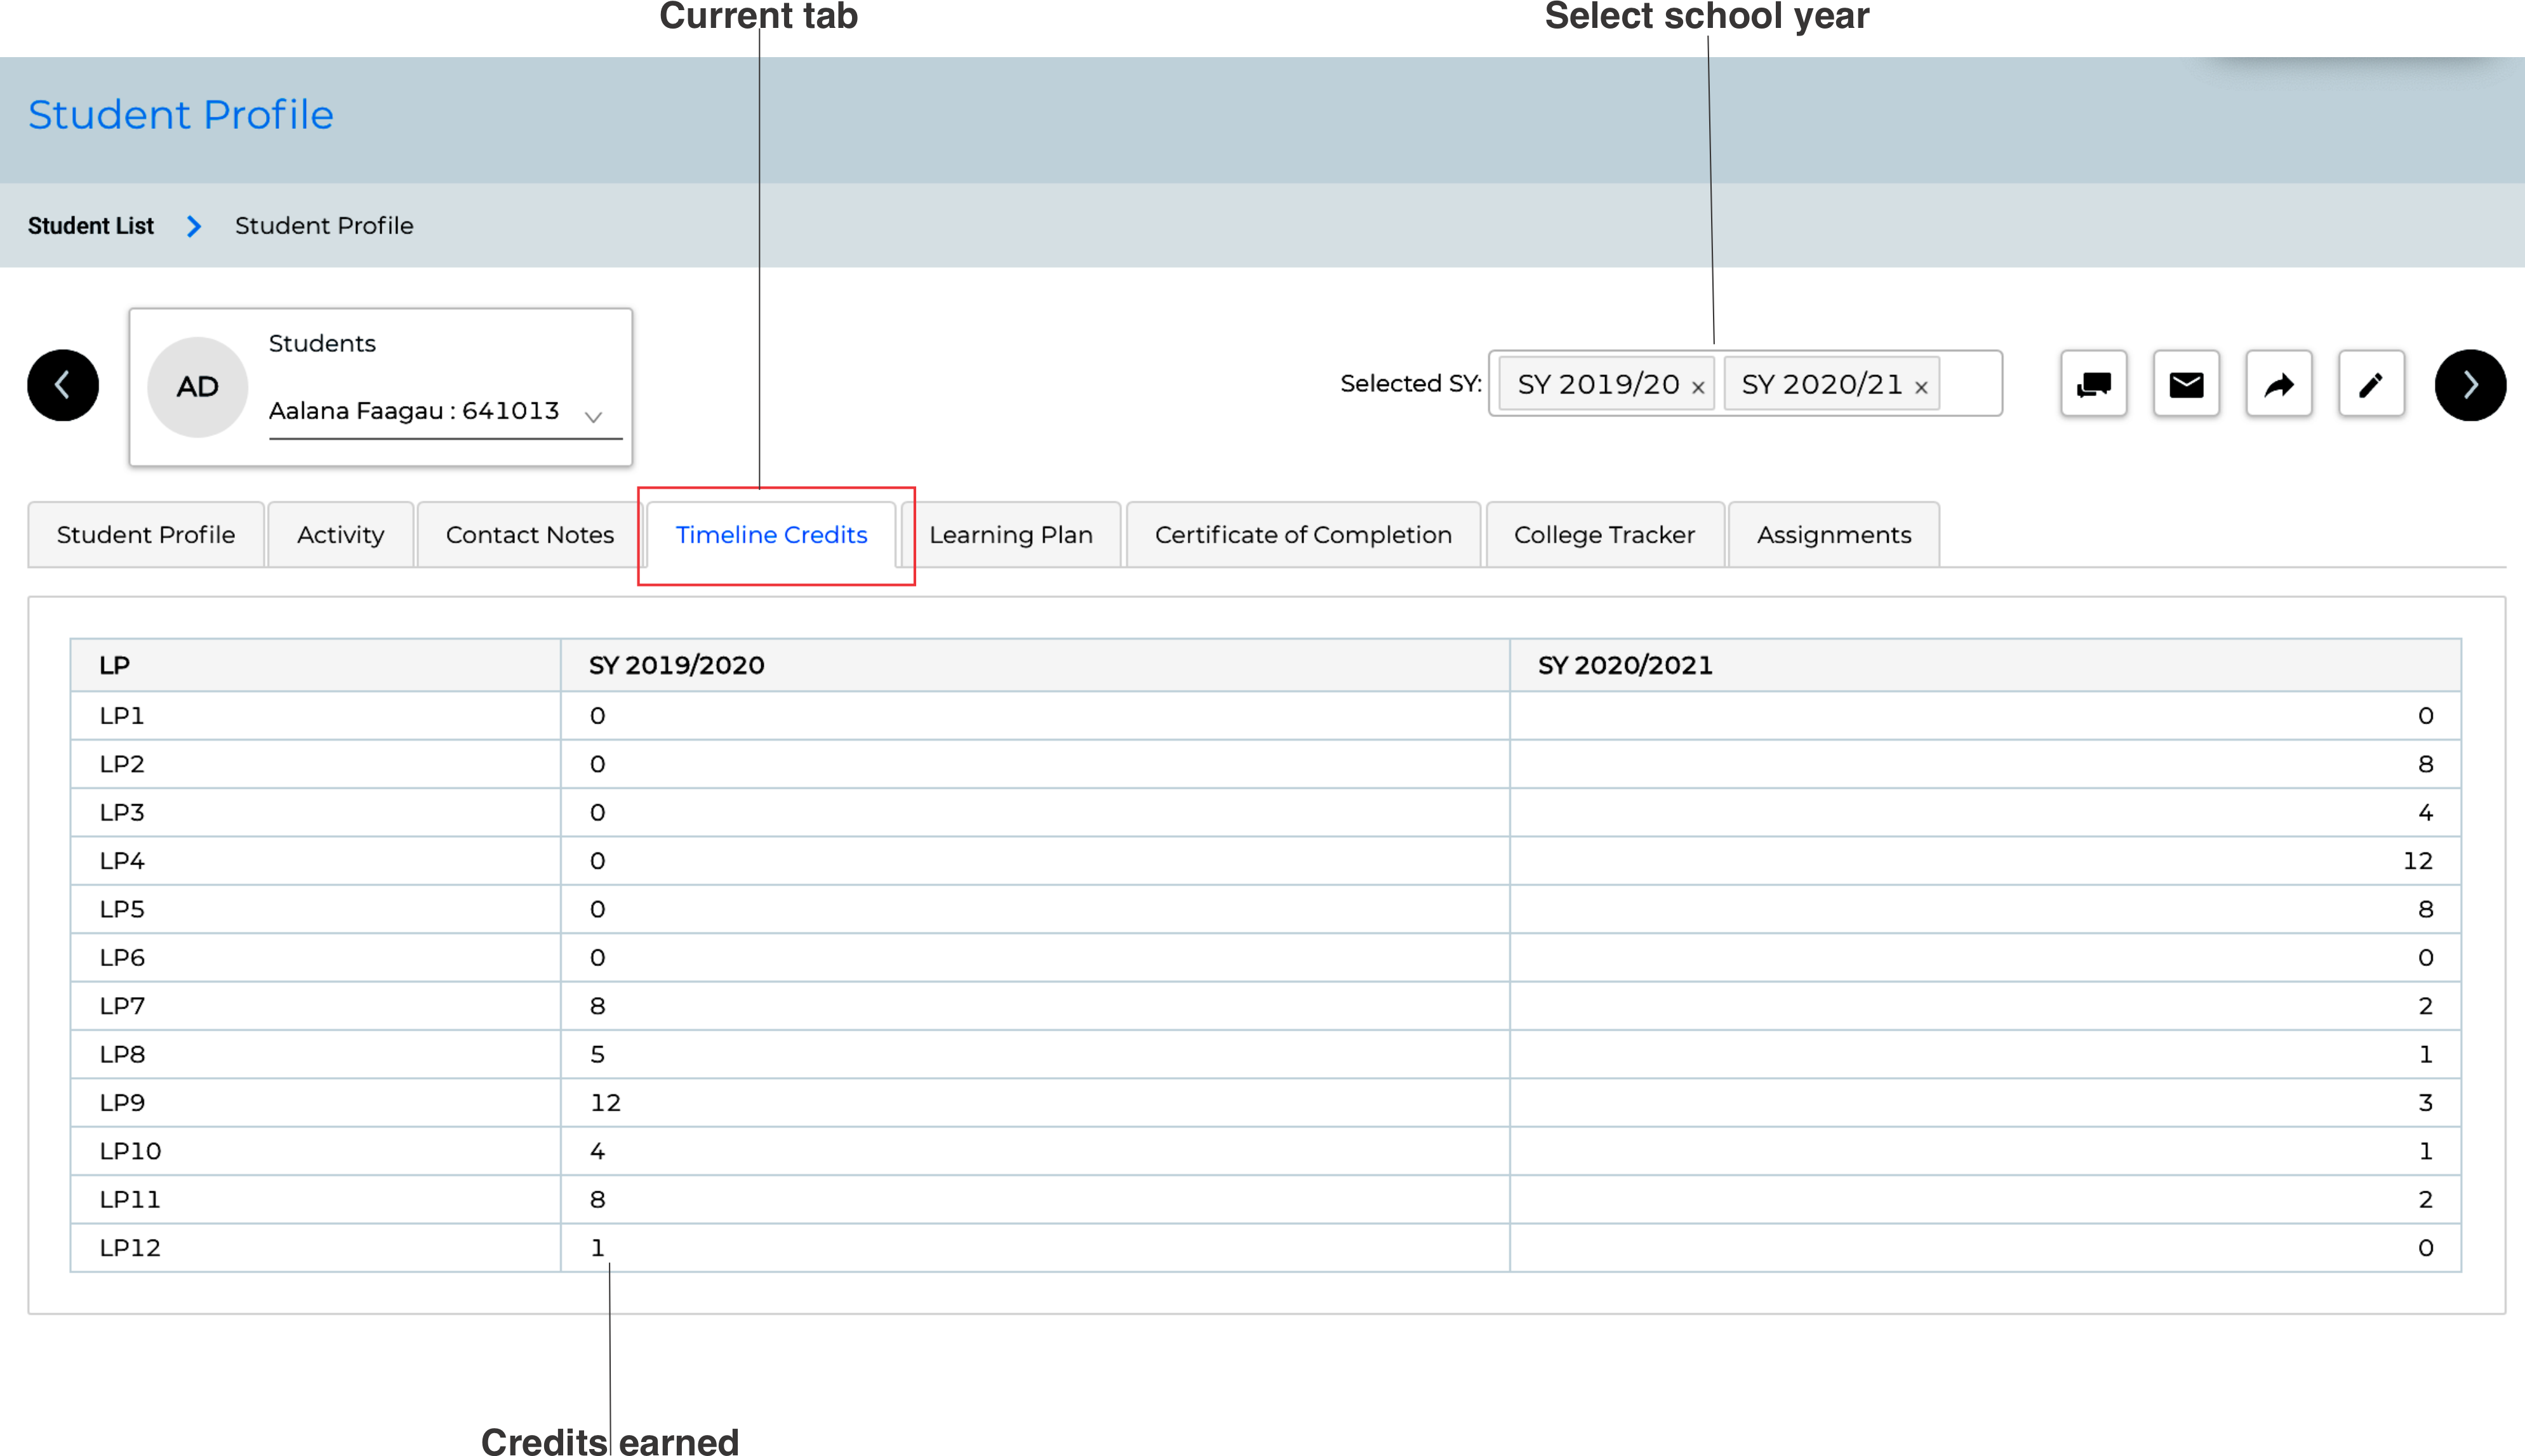 Current tab
Select school year
Student Profile
Student List
Student Profile
AD
Students
Aalana Faagau : 641013
Selected SY: SY 2019/20 × SY 2020/21 ×
Student Profile
Activity
Contact Notes
Timeline Credits
Learning Plan
Certificate of Completion
College Tracker
Assignments
LP SY 2019/2020 SY 2020/2021
LP1 0 0
LP2 0 8
LP3 0 4
LP4 0 12
LP5 0 8
LP6 0 0
LP7 8 2
LP8 5 1
LP9 12 3
LP10 4 1
LP11 8 2
LP12 1 0
Credits earned